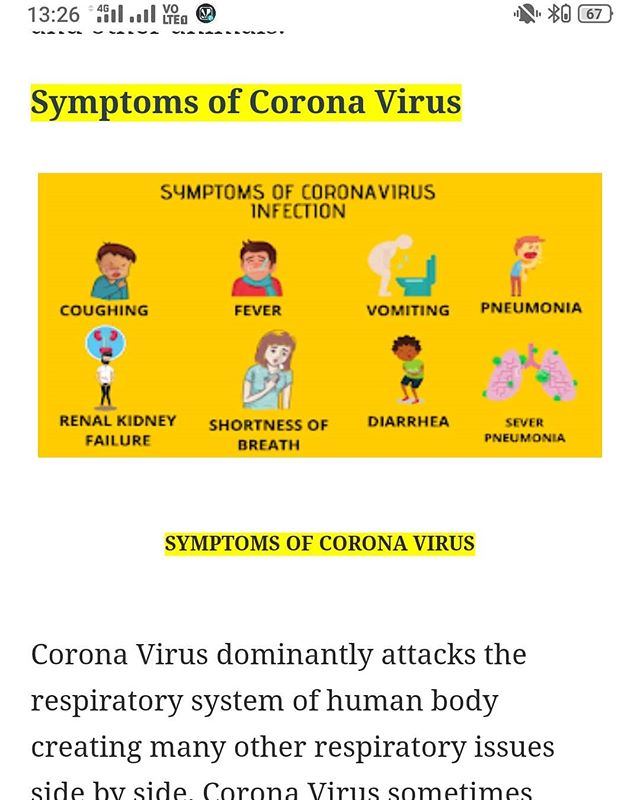 13:26 4G VO LTE 67
Symptoms of Corona Virus
SYMPTOMS OF CORONAVIRUS
INFECTION
COUGHING
FEVER
VOMITING
PNEUMONIA
RENAL KIDNEY
FAILURE
SHORTNESS OF
BREATH
DIARRHEA
SEVER
PNEUMONIA
SYMPTOMS OF CORONA VIRUS
Corona Virus dominantly attacks the
respiratory system of human body
creating many other respiratory issues
side by side. Corona Virus sometimes